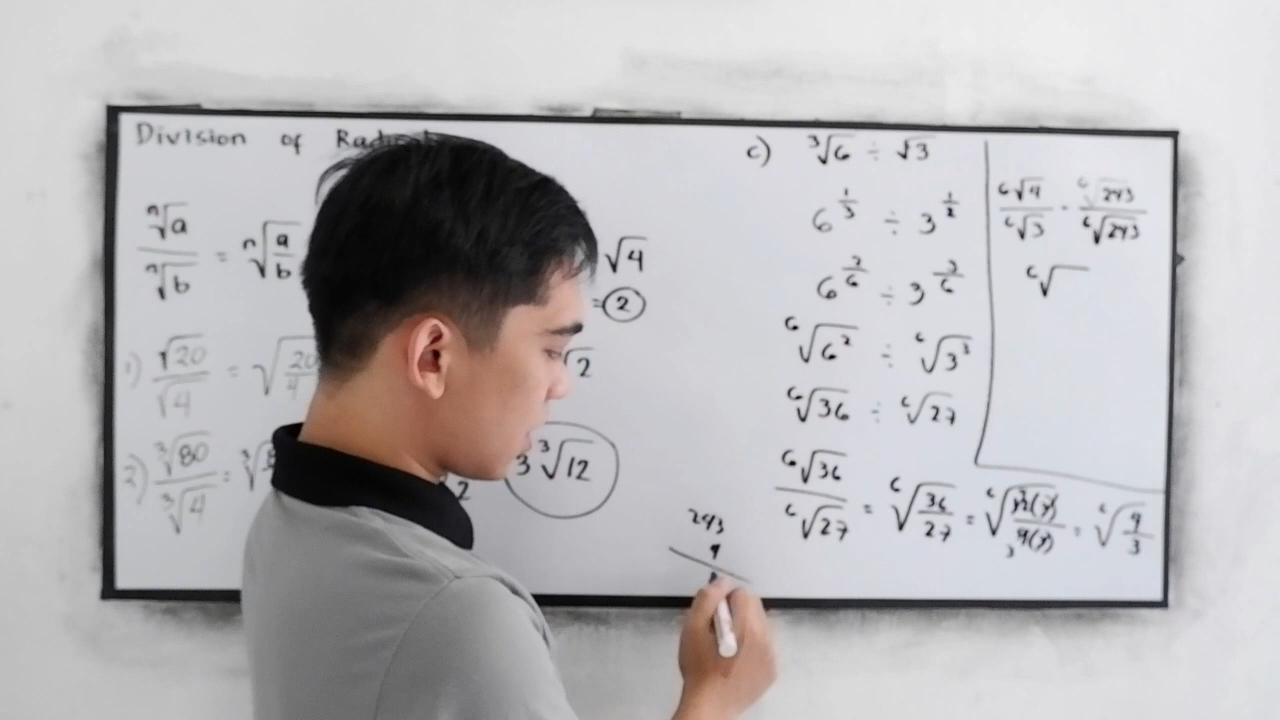 Division of
ⁿ√a / ⁿ√b = ⁿ√(a/b)
√4
= 2
1) √20 / √4 = √(20/4)
√2
2) ³√80 / ³√4 = ³√
2
3 ³√12
243
4
c) ³√6 ÷ √3
6^(1/3) ÷ 3^(1/2)
6^(2/6) ÷ 3^(3/6)
⁶√6² ÷ ⁶√3³
⁶√36 ÷ ⁶√27
⁶√36 / ⁶√27 = ⁶√(36/27) = ⁶√(12(3) / 9(3)) = ⁶√(4/3)
⁶√4 / ⁶√3 · ⁶√243 / ⁶√243
⁶√